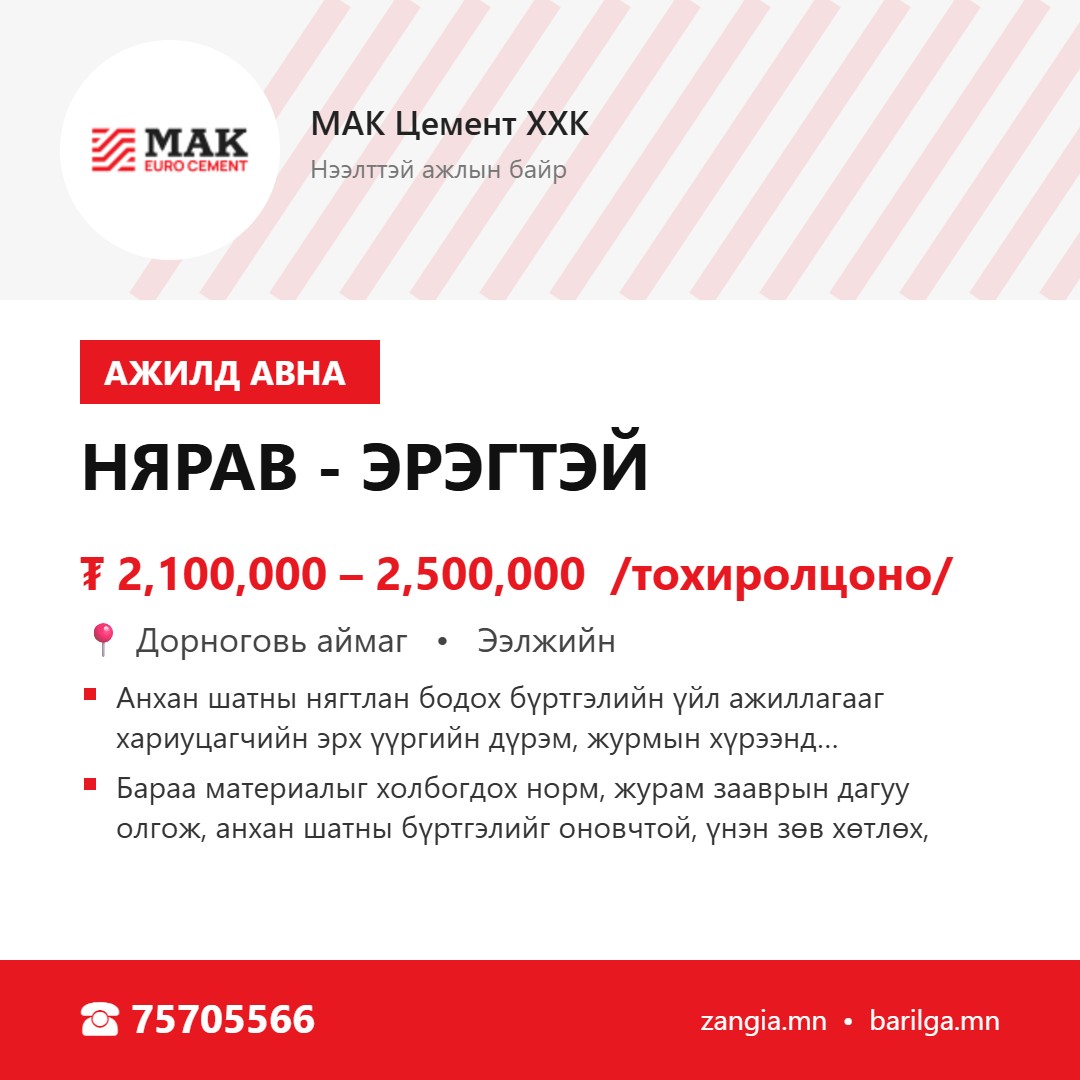 МАК
EURO CEMENT
МАК Цемент ХХК
Нээлттэй ажлын байр
АЖИЛД АВНА
НЯРАВ - ЭРЭГТЭЙ
₮ 2,100,000 – 2,500,000 /тохиролцоно/
Дорноговь аймаг • Ээлжийн
Анхан шатны нягтлан бодох бүртгэлийн үйл ажиллагааг
хариуцагчийн эрх үүргийн дүрэм, журмын хүрээнд...
Бараа материалыг холбогдох норм, журам зааврын дагуу
олгож, анхан шатны бүртгэлийг оновчтой, үнэн зөв хөтлөх,
☎ 75705566
zangia.mn • barilga.mn